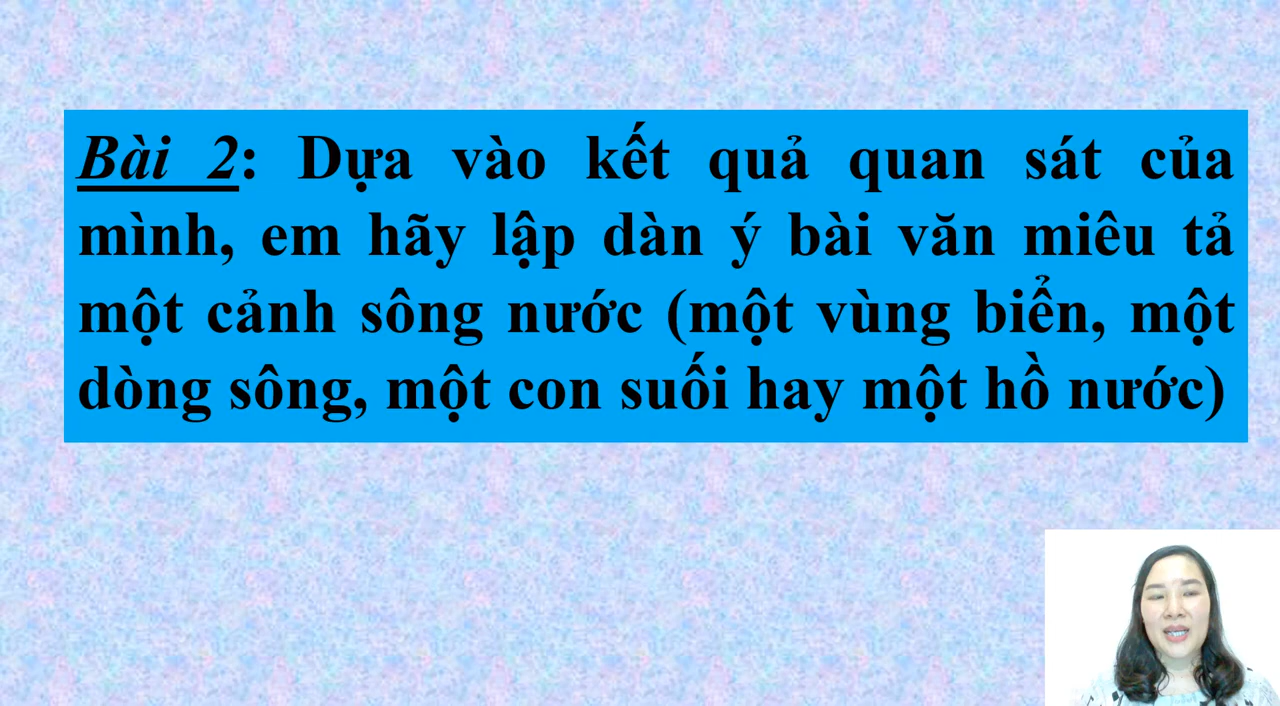 Bài 2: Dựa vào kết quả quan sát của
mình, em hãy lập dàn ý bài văn miêu tả
một cảnh sông nước (một vùng biển, một
dòng sông, một con suối hay một hồ nước)